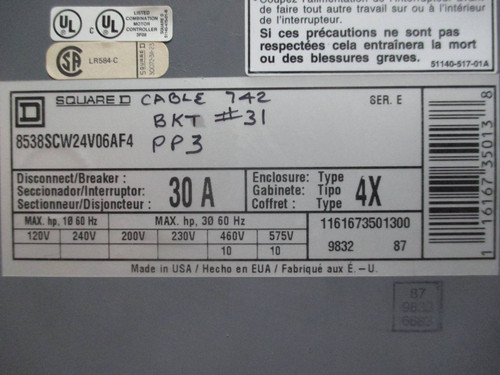 LISTED
COMBINATION
MOTOR
CONTROLLER
UL
C
UL
SA
LR584-C
SQUARE D
de faire autre travail sur ou à l'intérieur
de l'interrupteur.
Si ces précautions ne sont pas
respectées cela entraînera la mort
ou des blessures graves.
51140-517-01A
D SQUARE D CABLE 742 SER. E
BKT #31
8538SCW24V06AF4 PP3
Disconnect/Breaker :
Seccionador/Interruptor:
Sectionneur/Disjoncteur :
30 A
Enclosure: Type
Gabinete: Tipo
Coffret : Type
4X
MAX. hp, 1Ø 60 Hz MAX. hp, 3Ø 60 Hz
120V 240V 200V 230V 460V 575V
10 10
1161673501300
9832 87
1 16167 35013 8
Made in USA / Hecho en EUA / Fabriqué aux É. - U.
87
9832